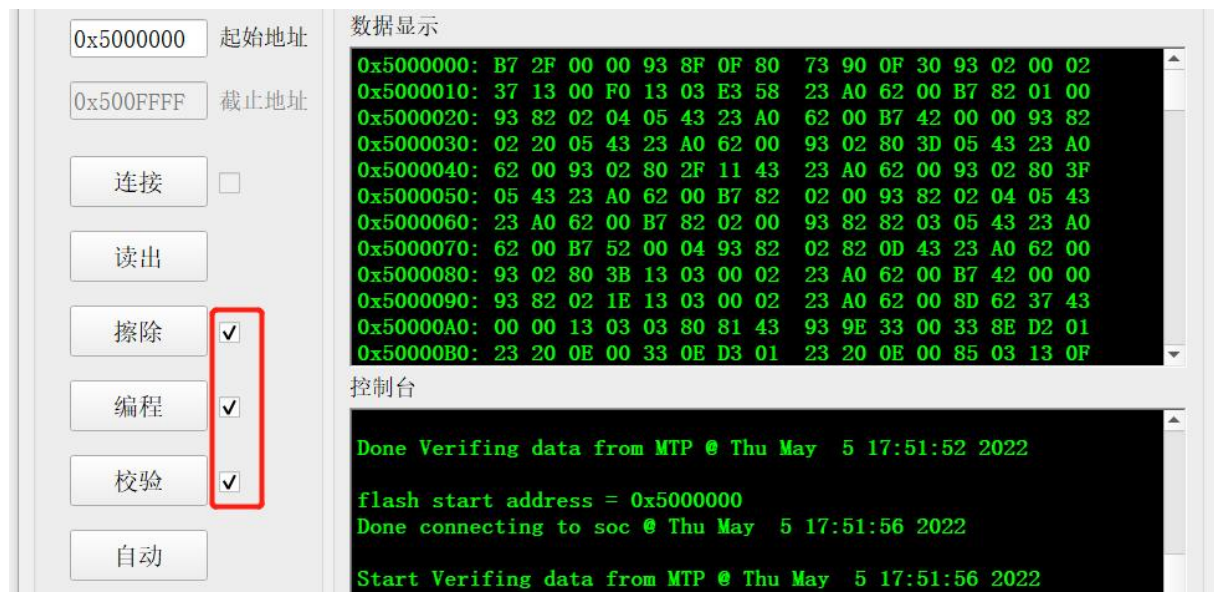 0x5000000 起始地址
0x500FFFF 截止地址
连接
读出
擦除
编程
校验
自动
数据显示
0x5000000: B7 2F 00 00 93 8F 0F 80 73 90 0F 30 93 02 00 02
0x5000010: 37 13 00 F0 13 03 E3 58 23 A0 62 00 B7 82 01 00
0x5000020: 93 82 02 04 05 43 23 A0 62 00 B7 42 00 00 93 82
0x5000030: 02 20 05 43 23 A0 62 00 93 02 80 3D 05 43 23 A0
0x5000040: 62 00 93 02 80 2F 11 43 23 A0 62 00 93 02 80 3F
0x5000050: 05 43 23 A0 62 00 B7 82 02 00 93 82 02 04 05 43
0x5000060: 23 A0 62 00 B7 82 02 00 93 82 82 03 05 43 23 A0
0x5000070: 62 00 B7 52 00 04 93 82 02 82 0D 43 23 A0 62 00
0x5000080: 93 02 80 3B 13 03 00 02 23 A0 62 00 B7 42 00 00
0x5000090: 93 82 02 1E 13 03 00 02 23 A0 62 00 8D 62 37 43
0x50000A0: 00 00 13 03 03 80 81 43 93 9E 33 00 33 8E D2 01
0x50000B0: 23 20 0E 00 33 0E D3 01 23 20 0E 00 85 03 13 0F
控制台
Done Verifing data from MTP @ Thu May 5 17:51:52 2022
flash start address = 0x5000000
Done connecting to soc @ Thu May 5 17:51:56 2022
Start Verifing data from MTP @ Thu May 5 17:51:56 2022